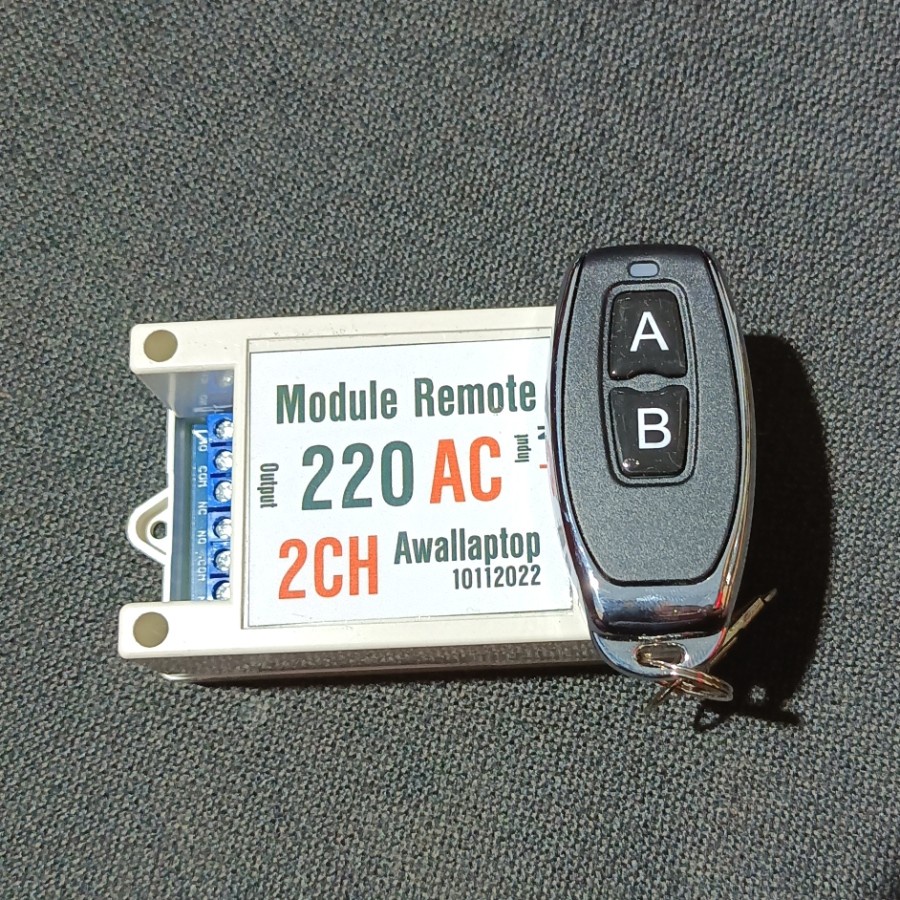 Module Remote
Output
220 AC
Input
2CH
Awallaptop
10112022
NO
COM
NC
NO
COM
A
B